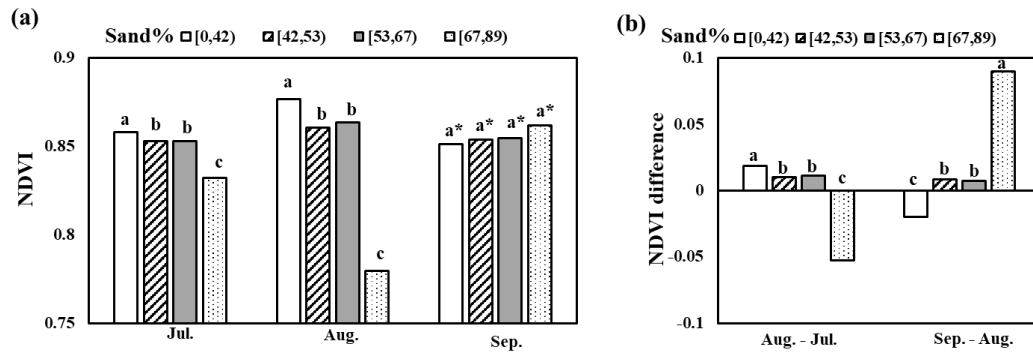 (a)
Sand% [0,42) [42,53) [53,67) [67,89)
NDVI
0.9
0.85
0.8
0.75
a b b c
a b b c
a* a* a* a*
Jul. Aug. Sep.
(b)
Sand% [0,42) [42,53) [53,67) [67,89)
NDVI difference
0.1
0.05
0
-0.05
-0.1
a b b c
c b b a
Aug. - Jul. Sep. - Aug.